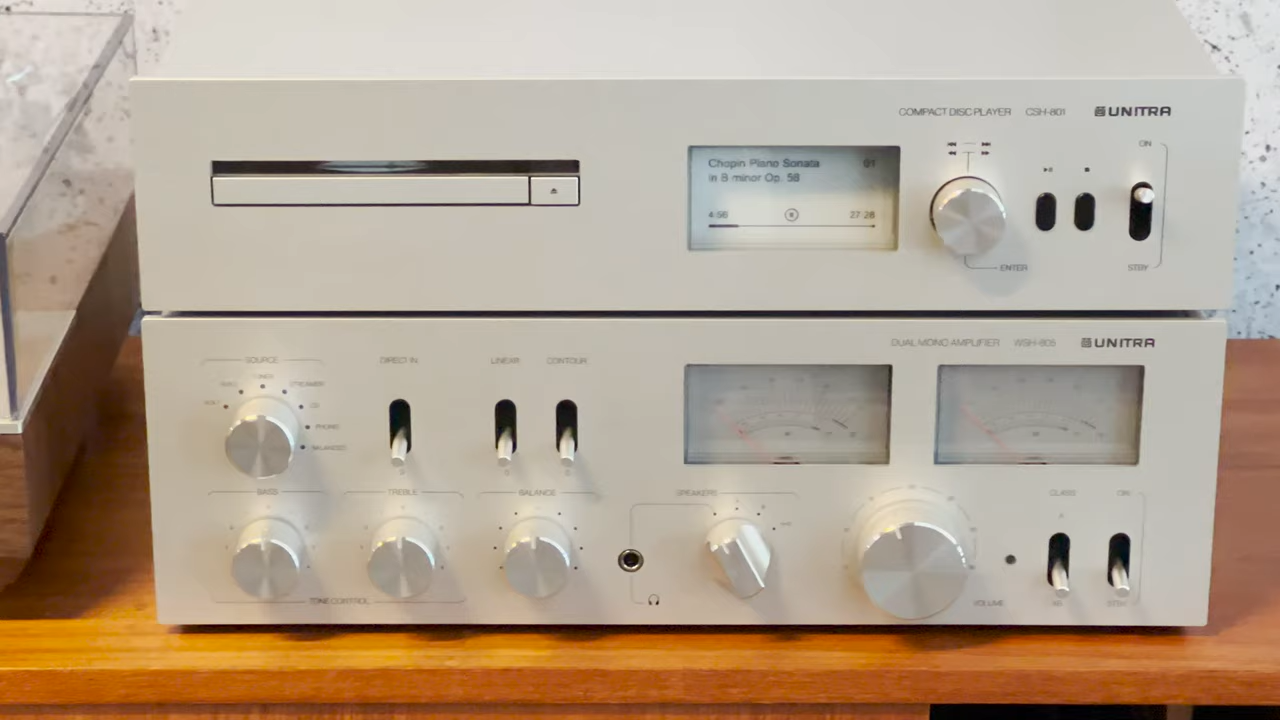 COMPACT DISC PLAYER CSH-801 UNITRA
ON
Chopin Piano Sonata 01
in B minor Op. 58
4:56 27:28
ENTER
STBY
DUAL MONO AMPLIFIER WSH-805 UNITRA
SOURCE
DIRECT IN
LINEAR
CONTOUR
TUNER
STREAMER
CD
PHONO
BALANCED
BASS
TREBLE
BALANCE
SPEAKERS
CLASS
ON
A
TONE CONTROL
VOLUME
AB
STBY